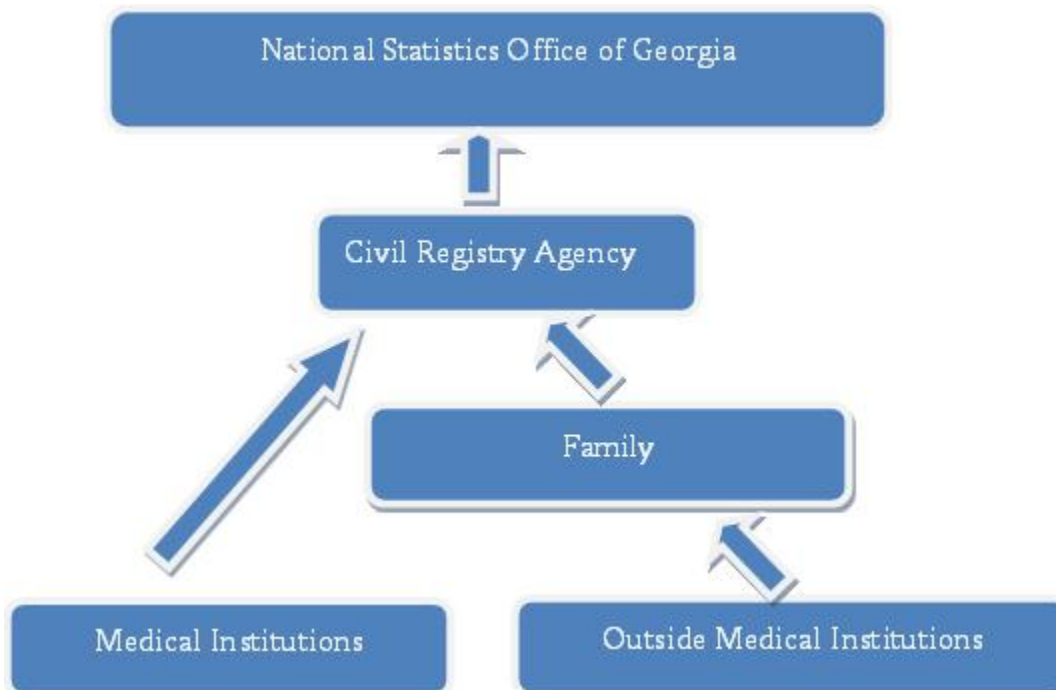 National Statistics Office of Georgia
Civil Registry Agency
Family
Medical Institutions
Outside Medical Institutions